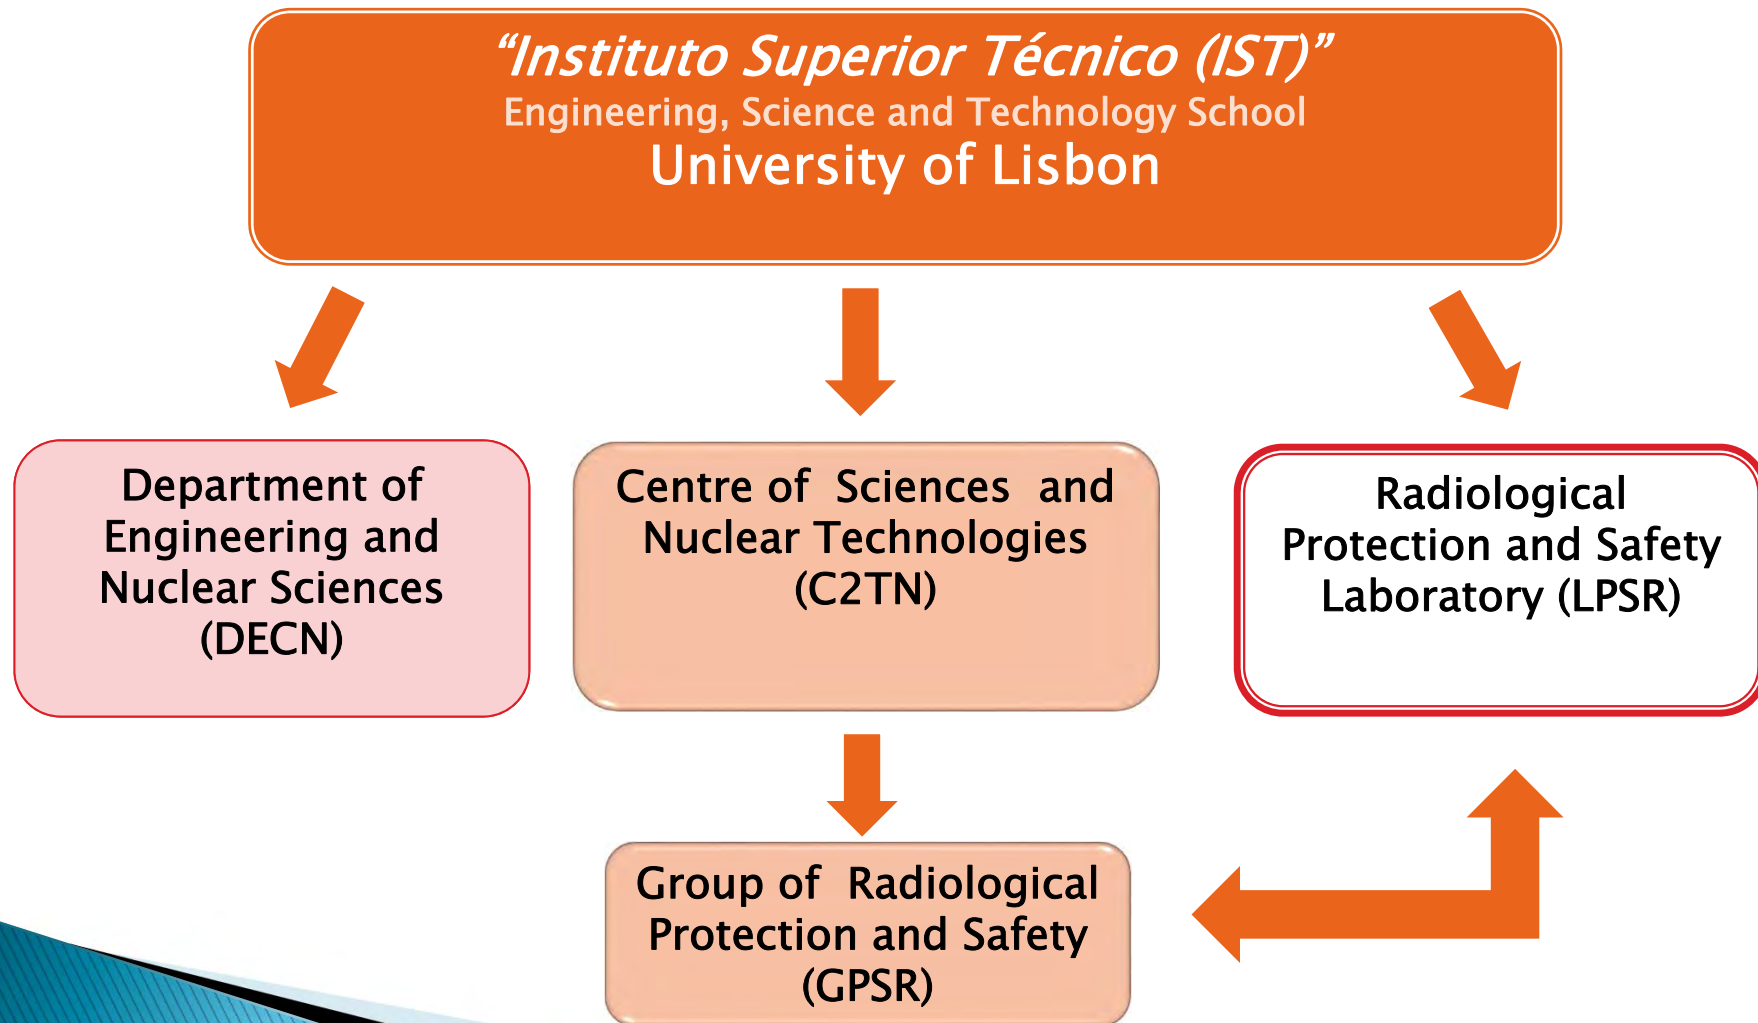 “Instituto Superior Técnico (IST)”
Engineering, Science and Technology School
University of Lisbon
Department of
Engineering and
Nuclear Sciences
(DECN)
Centre of Sciences and
Nuclear Technologies
(C2TN)
Radiological
Protection and Safety
Laboratory (LPSR)
Group of Radiological
Protection and Safety
(GPSR)